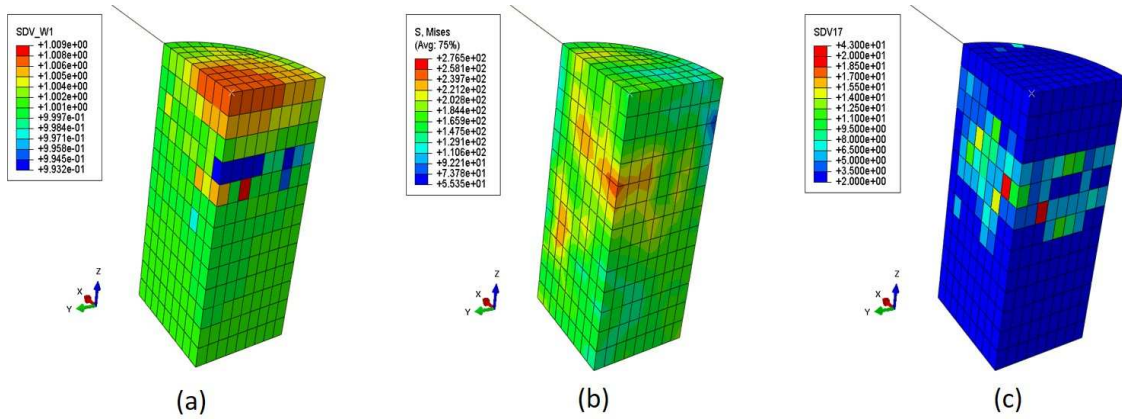 SDV_W1
+1.009e+00
+1.008e+00
+1.006e+00
+1.005e+00
+1.004e+00
+1.002e+00
+1.001e+00
+9.997e-01
+9.984e-01
+9.971e-01
+9.958e-01
+9.945e-01
+9.932e-01
Z
X
Y
(a)
S, Mises
(Avg: 75%)
+2.765e+02
+2.581e+02
+2.397e+02
+2.212e+02
+2.028e+02
+1.844e+02
+1.659e+02
+1.475e+02
+1.291e+02
+1.106e+02
+9.221e+01
+7.378e+01
+5.535e+01
Z
X
Y
(b)
SDV17
+4.300e+01
+2.000e+01
+1.850e+01
+1.700e+01
+1.550e+01
+1.400e+01
+1.250e+01
+1.100e+01
+9.500e+00
+8.000e+00
+6.500e+00
+5.000e+00
+3.500e+00
+2.000e+00
X
Z
X
Y
(c)